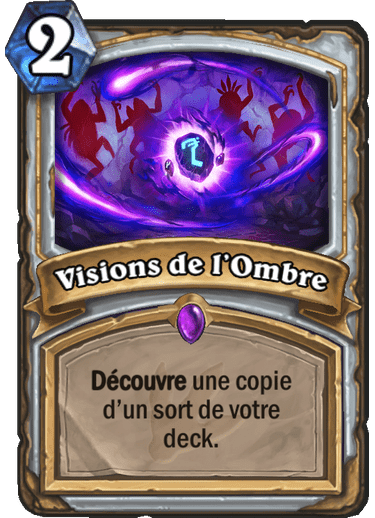 2
Visions de l'Ombre
Découvre une copie
d'un sort de votre
deck.